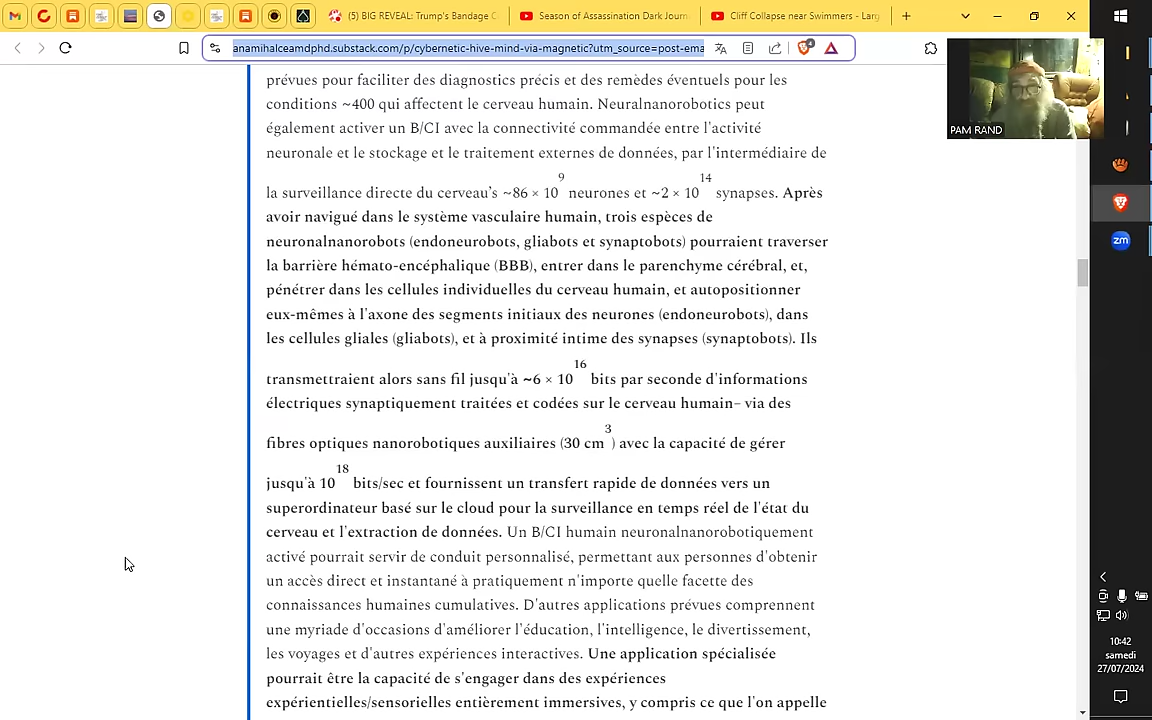 (5) BIG REVEAL: Trump's Bandage C
Season of Assassination Dark Journ
Cliff Collapse near Swimmers - Larg
anamihalceamdphd.substack.com/p/cybernetic-hive-mind-via-magnetic?utm_source=post-ema
4
PAM RAND
zm
prévues pour faciliter des diagnostics précis et des remèdes éventuels pour les
conditions ~400 qui affectent le cerveau humain. Neuralnanorobotics peut
également activer un B/CI avec la connectivité commandée entre l'activité
neuronale et le stockage et le traitement externes de données, par l'intermédiaire de
la surveillance directe du cerveau's ~86 × 10⁹ neurones et ~2 × 10¹⁴ synapses. Après
avoir navigué dans le système vasculaire humain, trois espèces de
neuronalnanorobots (endoneurobots, gliabots et synaptobots) pourraient traverser
la barrière hémato-encéphalique (BBB), entrer dans le parenchyme cérébral, et,
pénétrer dans les cellules individuelles du cerveau humain, et autopositionner
eux-mêmes à l'axone des segments initiaux des neurones (endoneurobots), dans
les cellules gliales (gliabots), et à proximité intime des synapses (synaptobots). Ils
transmettraient alors sans fil jusqu'à ~6 × 10¹⁶ bits par seconde d'informations
électriques synaptiquement traitées et codées sur le cerveau humain– via des
fibres optiques nanorobotiques auxiliaires (30 cm³) avec la capacité de gérer
jusqu'à 10¹⁸ bits/sec et fournissent un transfert rapide de données vers un
superordinateur basé sur le cloud pour la surveillance en temps réel de l'état du
cerveau et l'extraction de données. Un B/CI humain neuronalnanorobotiquement
activé pourrait servir de conduit personnalisé, permettant aux personnes d'obtenir
un accès direct et instantané à pratiquement n'importe quelle facette des
connaissances humaines cumulatives. D'autres applications prévues comprennent
une myriade d'occasions d'améliorer l'éducation, l'intelligence, le divertissement,
les voyages et d'autres expériences interactives. Une application spécialisée
pourrait être la capacité de s'engager dans des expériences
expérientielles/sensorielles entièrement immersives, y compris ce que l'on appelle
10:42
samedi
27/07/2024